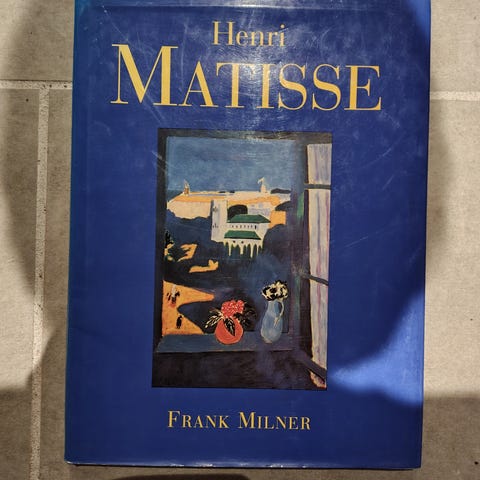 Henri
MATISSE
FRANK MILNER